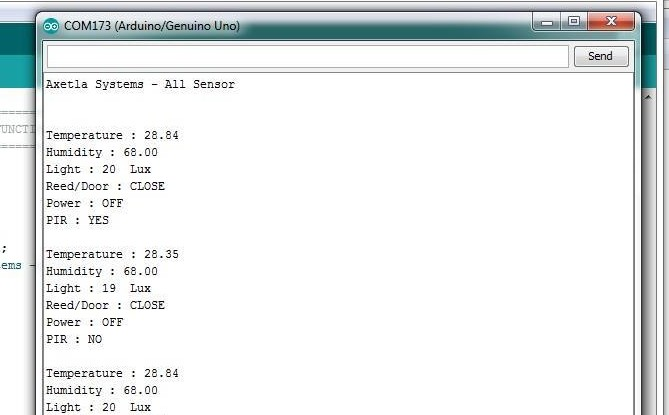 COM173 (Arduino/Genuino Uno)
Send
Axetla Systems - All Sensor
UNCTI
Temperature : 28.84
Humidity : 68.00
Light : 20  Lux
Reed/Door : CLOSE
Power : OFF
PIR : YES
;
ems -
Temperature : 28.35
Humidity : 68.00
Light : 19  Lux
Reed/Door : CLOSE
Power : OFF
PIR : NO
Temperature : 28.84
Humidity : 68.00
Light : 20  Lux